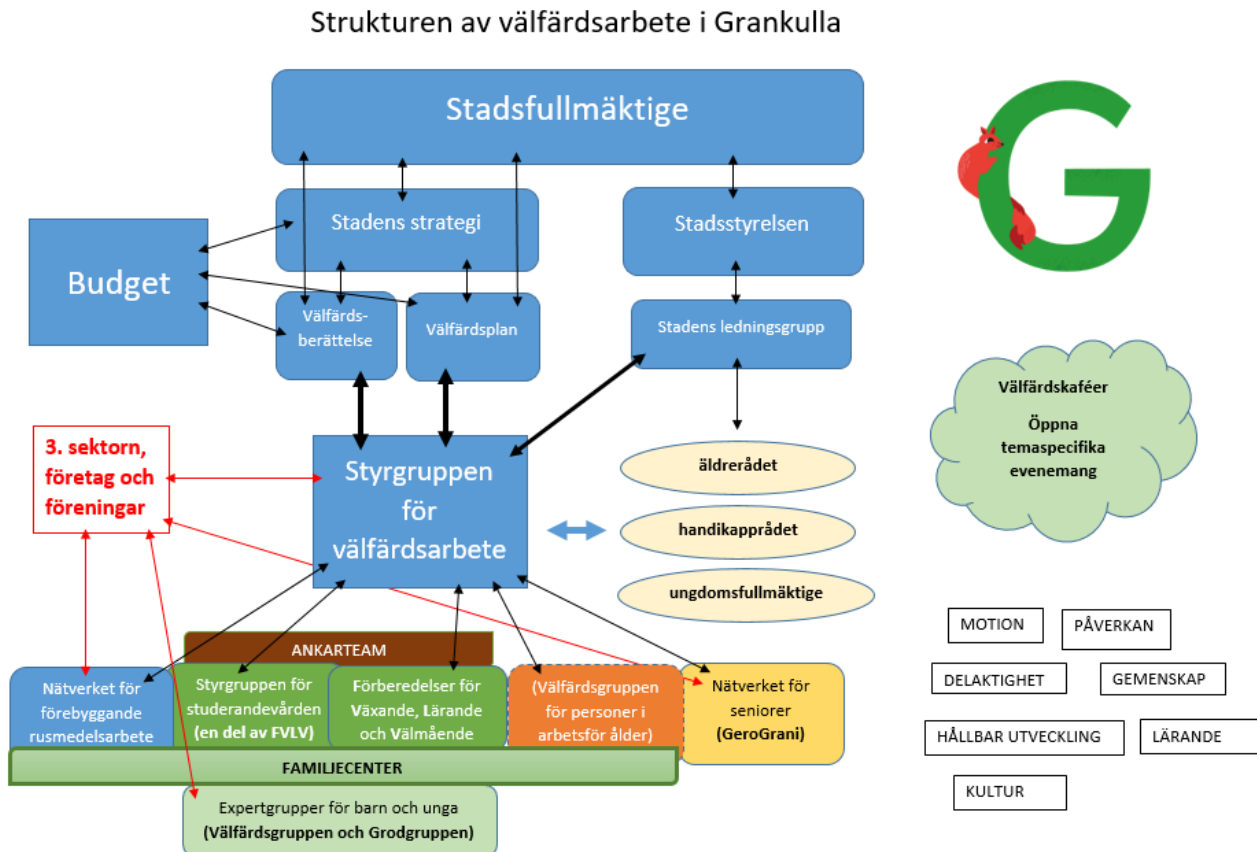 Strukturen av välfärdsarbete i Grankulla
Stadsfullmäktige
Stadens strategi
Stadsstyrelsen
Budget
Välfärds-
berättelse
Välfärdsplan
Stadens ledningsgrupp
G
Välfärdskaféer
Öppna
temaspecifika
evenemang
3. sektorn,
företag och
föreningar
Styrgruppen
för
välfärdsarbete
äldrerådet
handikapprådet
ungdomsfullmäktige
ANKARTEAM
Nätverket för
förebyggande
rusmedelsarbete
Styrgruppen för
studerandevården
(en del av FVLV)
Förberedelser för
Växande, Lärande
och Välmående
(Välfärdsgruppen
för personer i
arbetsför ålder)
Nätverket för
seniorer
(GeroGrani)
FAMILJECENTER
Expertgrupper för barn och unga
(Välfärdsgruppen och Grodgruppen)
MOTION
PÅVERKAN
DELAKTIGHET
GEMENSKAP
HÅLLBAR UTVECKLING
LÄRANDE
KULTUR